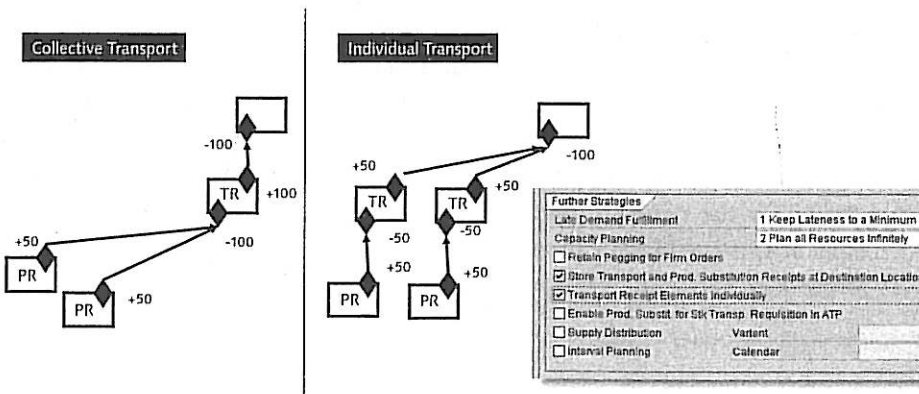 Collective Transport
-100
TR
+100
-100
+50
PR
PR
+50
Individual Transport
-100
+50
TR
TR
+50
-50
-50
PR
+50
PR
+50
Further Strategies
Late Demand Fulfillment 1 Keep Lateness to a Minimum
Capacity Planning 2 Plan all Resources Infinitely
Retain Pegging for Firm Orders
Store Transport and Prod. Substitution Receipts at Destination Locatio
Transport Receipt Elements Individually
Enable Prod. Substit. for Stk Transp. Requisition in ATP
Supply Distribution Variant
Interval Planning Calendar